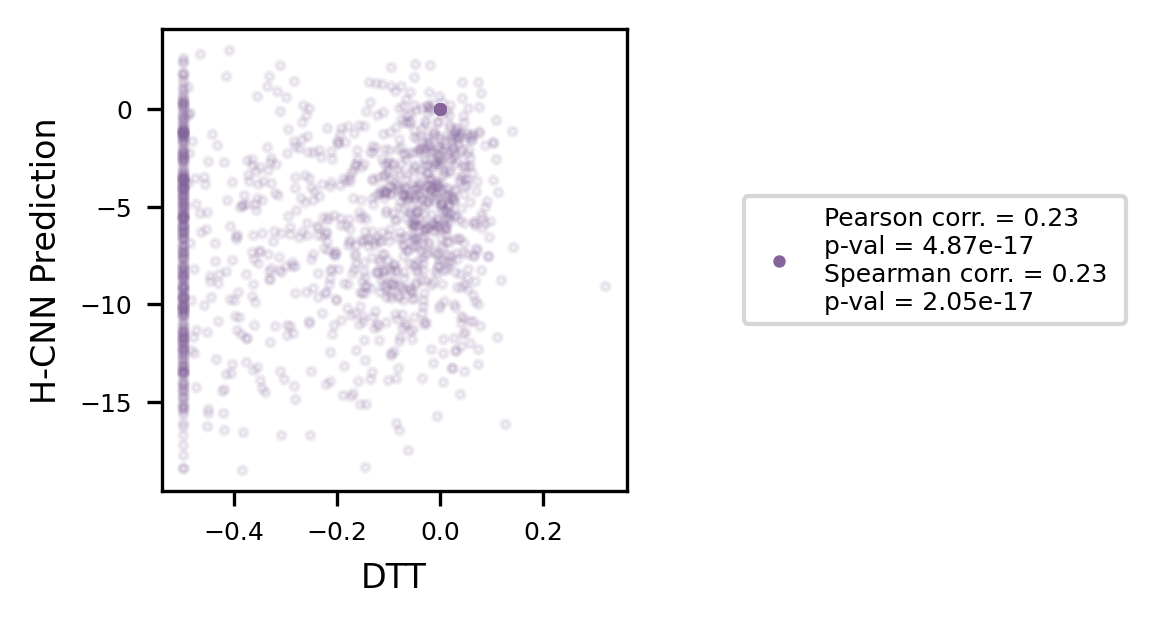 H-CNN Prediction
0
−5
−10
−15
−0.4
−0.2
0.0
0.2
DTT
Pearson corr. = 0.23
p-val = 4.87e-17
Spearman corr. = 0.23
p-val = 2.05e-17